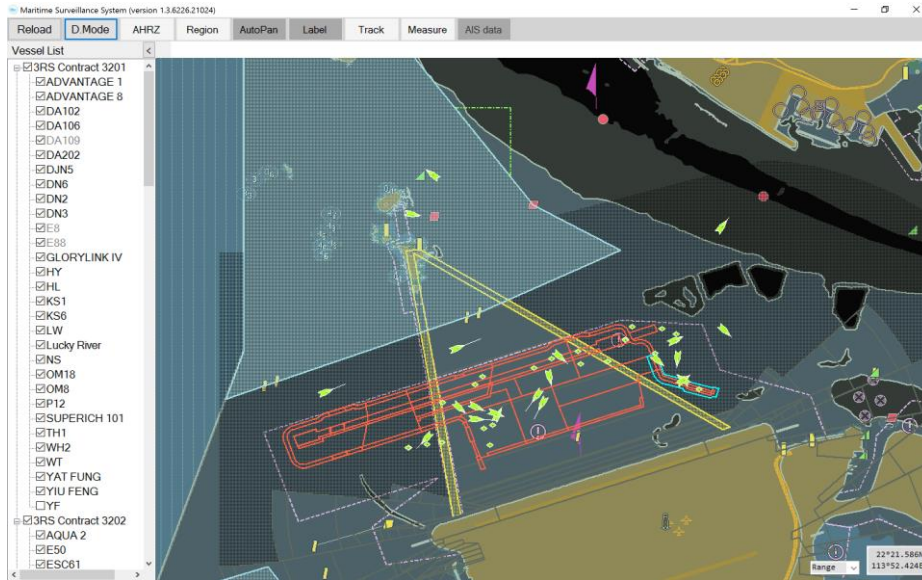 Maritime Surveillance System (version 1.3.6226.21024)
Reload D.Mode AHRZ Region AutoPan Label Track Measure AIS data
Vessel List <
3RS Contract 3201
ADVANTAGE 1
ADVANTAGE 8
DA102
DA106
DA109
DA202
DJN5
DN6
DN2
DN3
E8
E88
GLORYLINK IV
HY
HL
KS1
KS6
LW
Lucky River
NS
OM18
OM8
P12
SUPERICH 101
TH1
WH2
WT
YAT FUNG
YIU FENG
YF
3RS Contract 3202
AQUA 2
E50
ESC61
22°21.586N
Range 113°52.424E